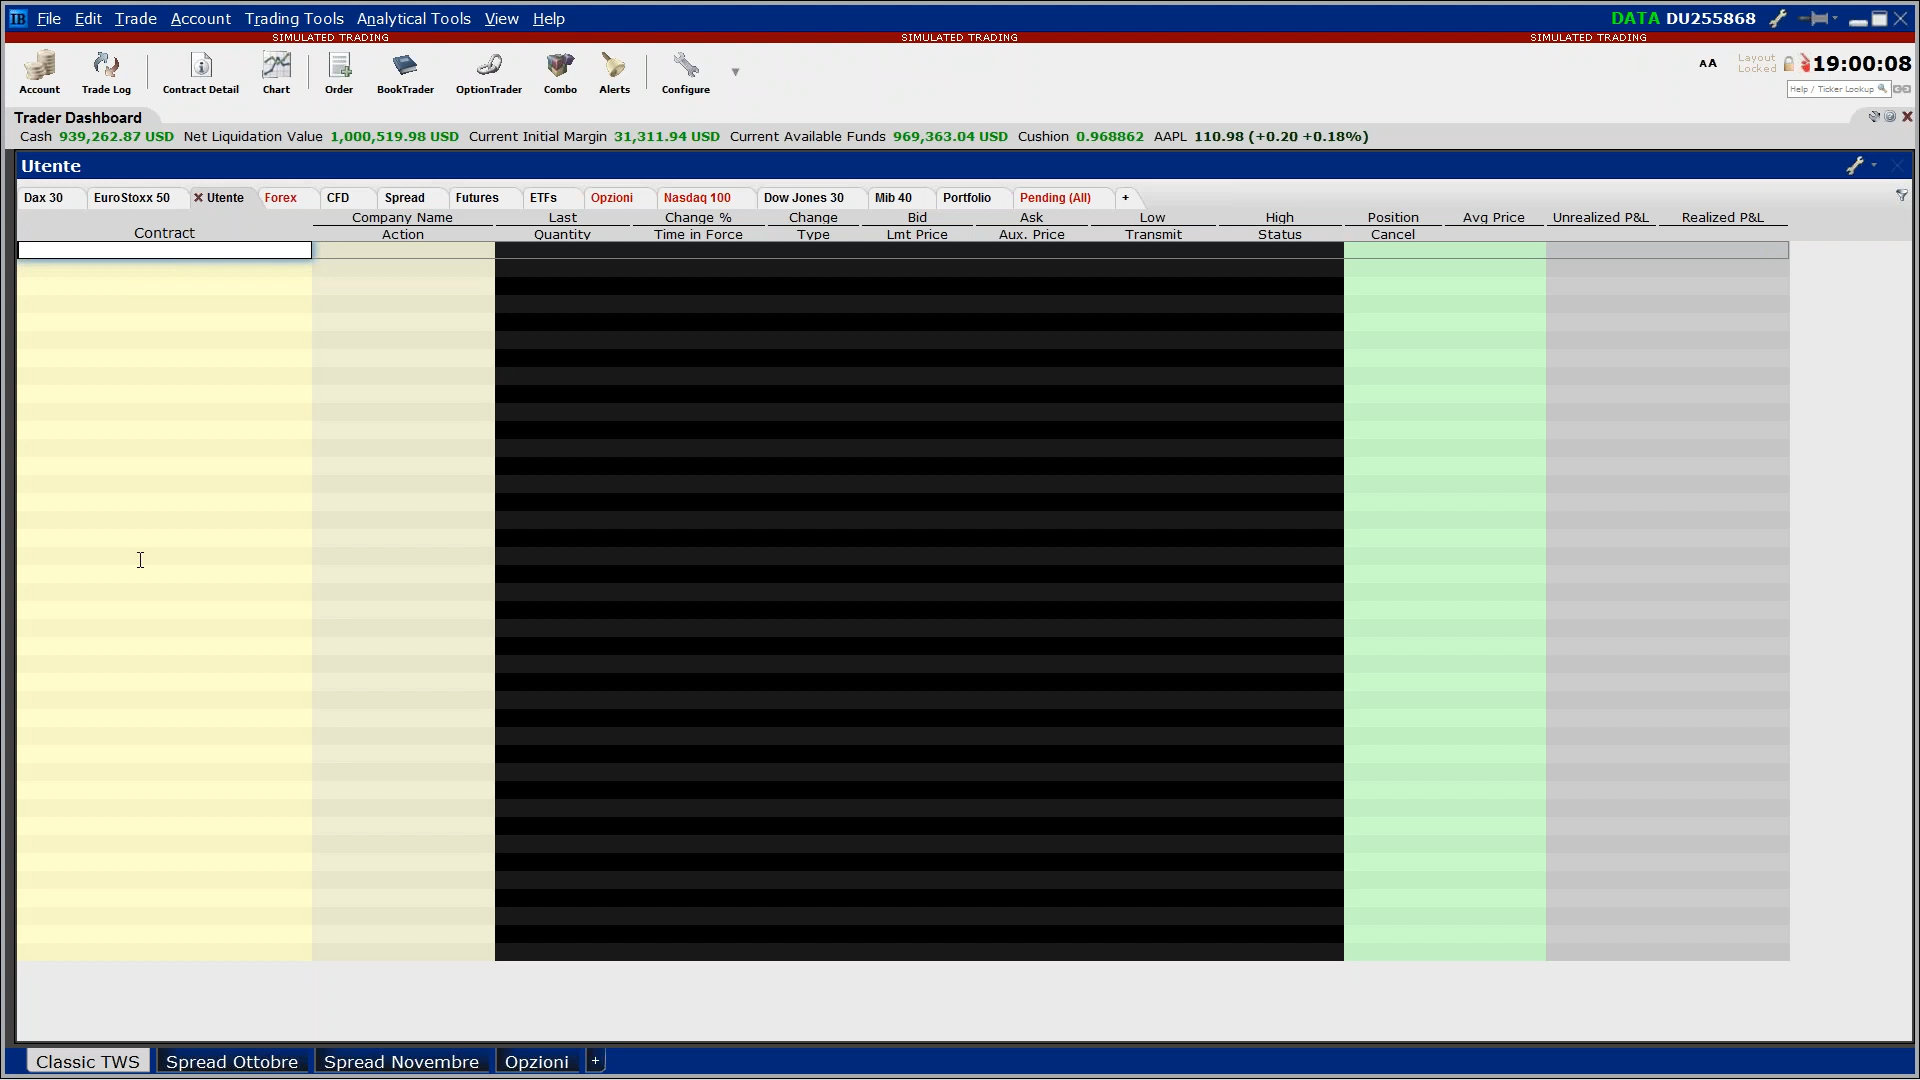 IB File Edit Trade Account Trading Tools Analytical Tools View Help DATA DU255868
SIMULATED TRADING SIMULATED TRADING SIMULATED TRADING
Account Trade Log Contract Detail Chart Order BookTrader OptionTrader Combo Alerts Configure AA Layout Locked 19:00:08
Help / Ticker Lookup
Trader Dashboard
Cash 939,262.87 USD Net Liquidation Value 1,000,519.98 USD Current Initial Margin 31,311.94 USD Current Available Funds 969,363.04 USD Cushion 0.968862 AAPL 110.98 (+0.20 +0.18%)
Utente
Dax 30 EuroStoxx 50 Utente Forex CFD Spread Futures ETFs Opzioni Nasdaq 100 Dow Jones 30 Mib 40 Portfolio Pending (All) +
Company Name Last Change % Change Bid Ask Low High Position Avg Price Unrealized P&L Realized P&L
Contract Action Quantity Time in Force Type Lmt Price Aux. Price Transmit Status Cancel
Classic TWS Spread Ottobre Spread Novembre Opzioni +